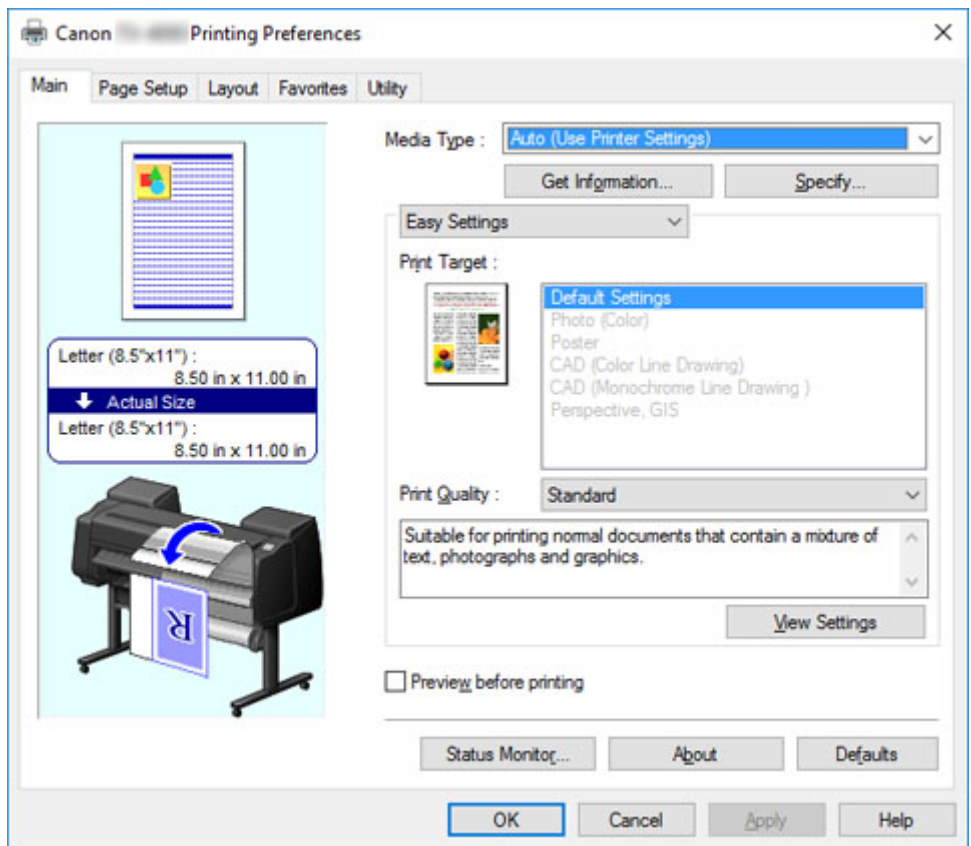 Canon Printing Preferences
Main Page Setup Layout Favorites Utility
Media Type : Auto (Use Printer Settings)
Get Information... Specify...
Easy Settings
Print Target :
Default Settings
Photo (Color)
Poster
CAD (Color Line Drawing)
CAD (Monochrome Line Drawing )
Perspective, GIS
Letter (8.5"x11") :
8.50 in x 11.00 in
Actual Size
Letter (8.5"x11") :
8.50 in x 11.00 in
R
Print Quality : Standard
Suitable for printing normal documents that contain a mixture of
text, photographs and graphics.
View Settings
Preview before printing
Status Monitor... About Defaults
OK Cancel Apply Help